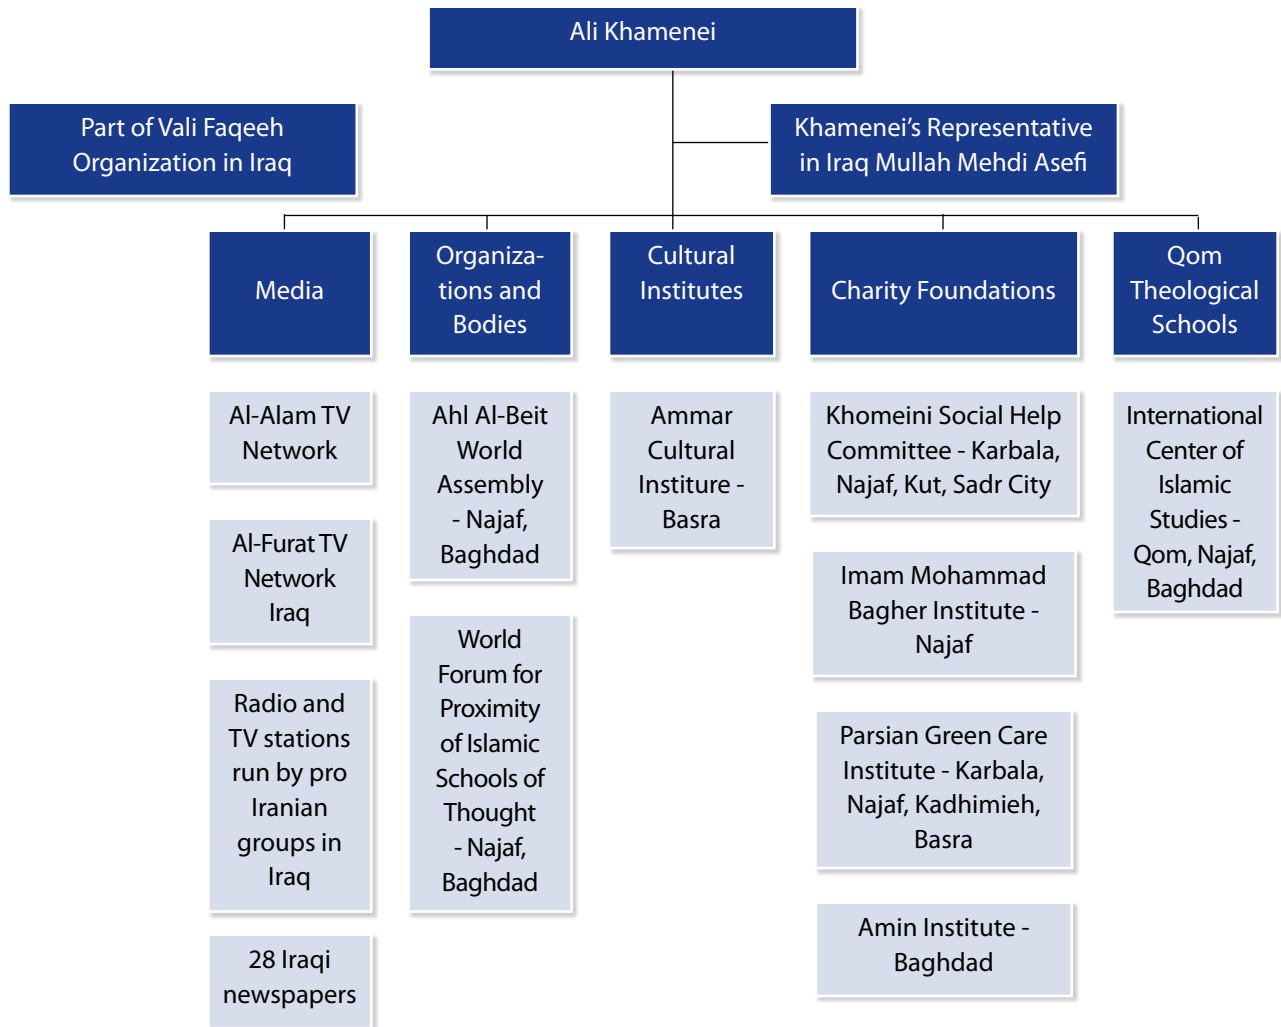 Ali Khamenei
Part of Vali Faqeeh
Organization in Iraq
Khamenei’s Representative
in Iraq Mullah Mehdi Asefi
Media
Organiza-
tions and
Bodies
Cultural
Institutes
Charity Foundations
Qom
Theological
Schools
Al-Alam TV
Network
Al-Furat TV
Network
Iraq
Radio and
TV stations
run by pro
Iranian
groups in
Iraq
28 Iraqi
newspapers
Ahl Al-Beit
World
Assembly
- Najaf,
Baghdad
World
Forum for
Proximity
of Islamic
Schools of
Thought
- Najaf,
Baghdad
Ammar
Cultural
Institure -
Basra
Khomeini Social Help
Committee - Karbala,
Najaf, Kut, Sadr City
Imam Mohammad
Bagher Institute -
Najaf
Parsian Green Care
Institute - Karbala,
Najaf, Kadhimieh,
Basra
Amin Institute -
Baghdad
International
Center of
Islamic
Studies -
Qom, Najaf,
Baghdad